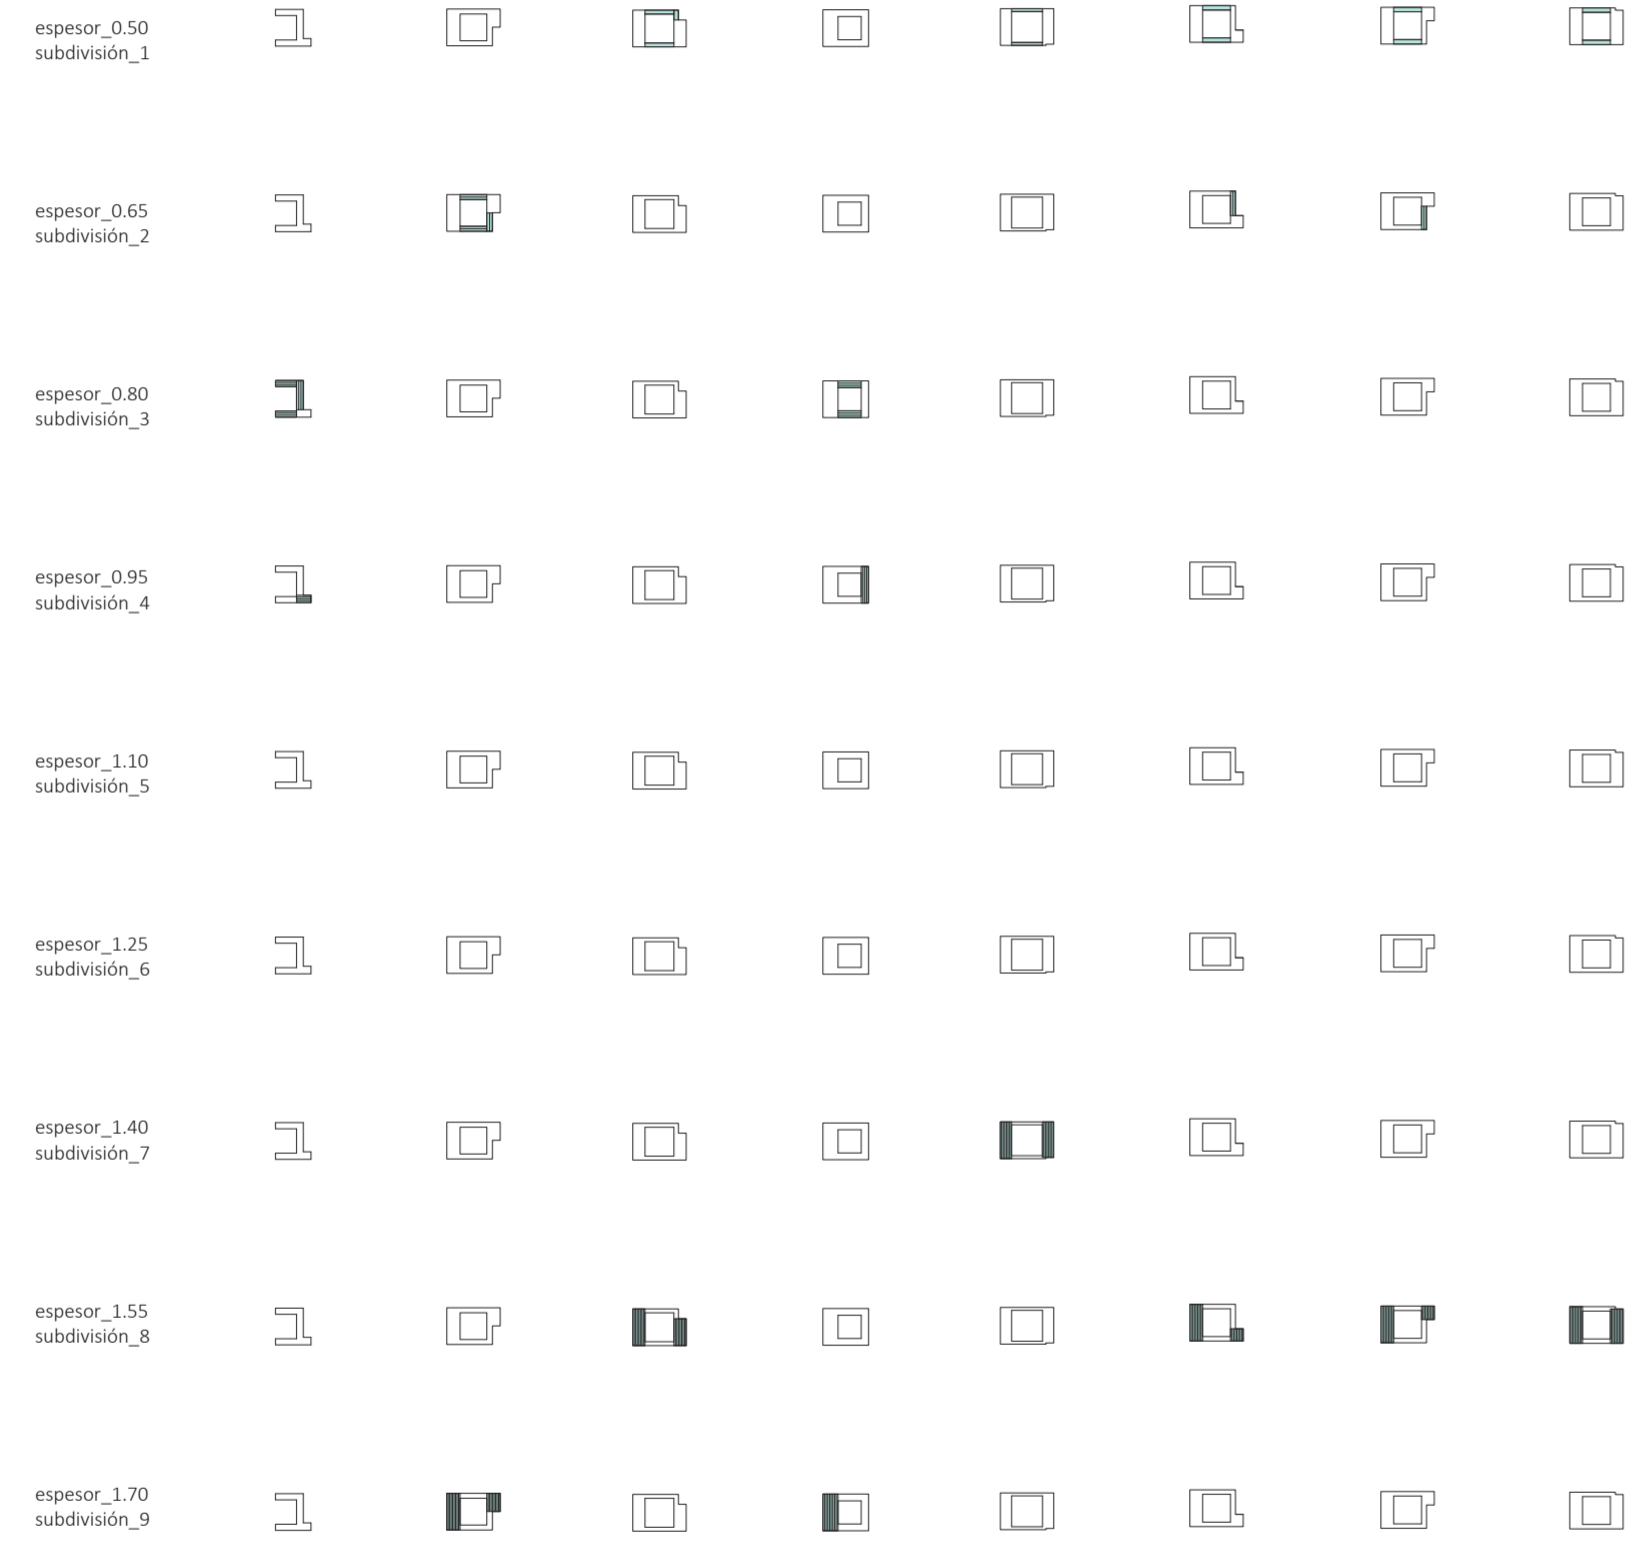 espesor_0.50
subdivisión_1
espesor_0.65
subdivisión_2
espesor_0.80
subdivisión_3
espesor_0.95
subdivisión_4
espesor_1.10
subdivisión_5
espesor_1.25
subdivisión_6
espesor_1.40
subdivisión_7
espesor_1.55
subdivisión_8
espesor_1.70
subdivisión_9